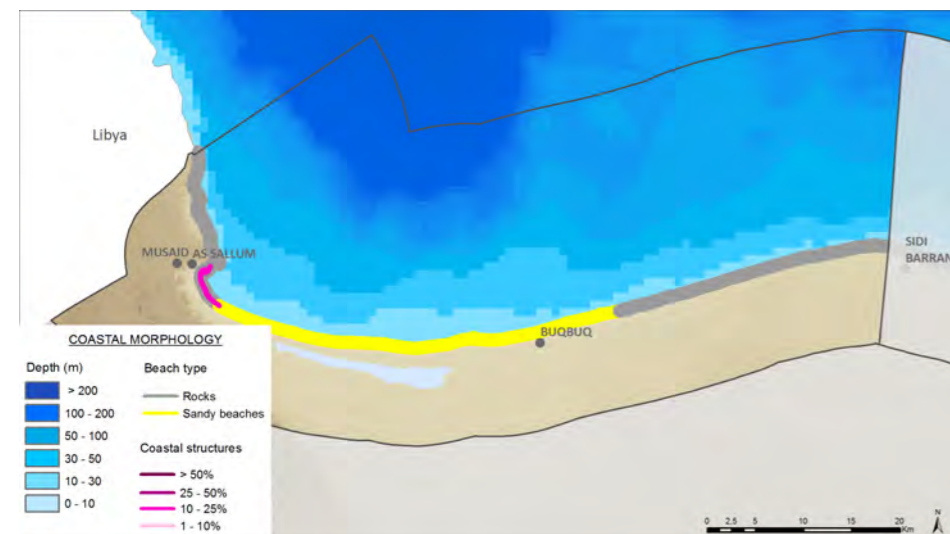 Libya
MUSAID
AS SALLUM
SIDI
BARRAN
BUQBUQ
COASTAL MORPHOLOGY
Depth (m)
> 200
100 - 200
50 - 100
30 - 50
10 - 30
0 - 10
Beach type
Rocks
Sandy beaches
Coastal structures
> 50%
25 - 50%
10 - 25%
1 - 10%
0 2,5 5 10 15 20
Km
N